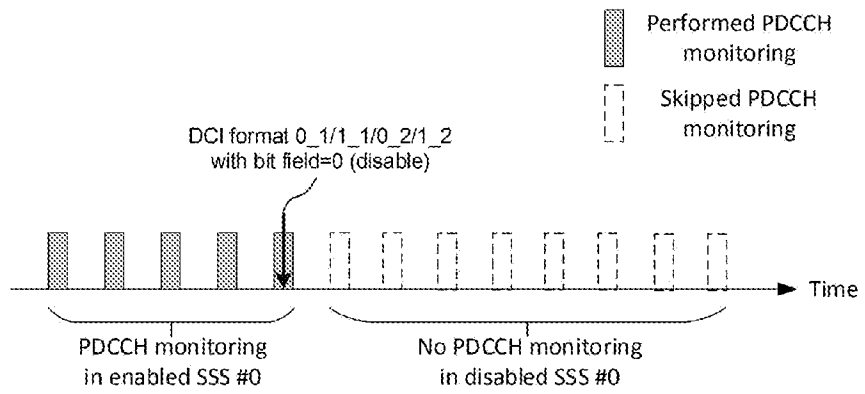 Performed PDCCH
monitoring
Skipped PDCCH
monitoring
DCI format 0_1/1_1/0_2/1_2
with bit field=0 (disable)
Time
PDCCH monitoring
in enabled SSS #0
No PDCCH monitoring
in disabled SSS #0